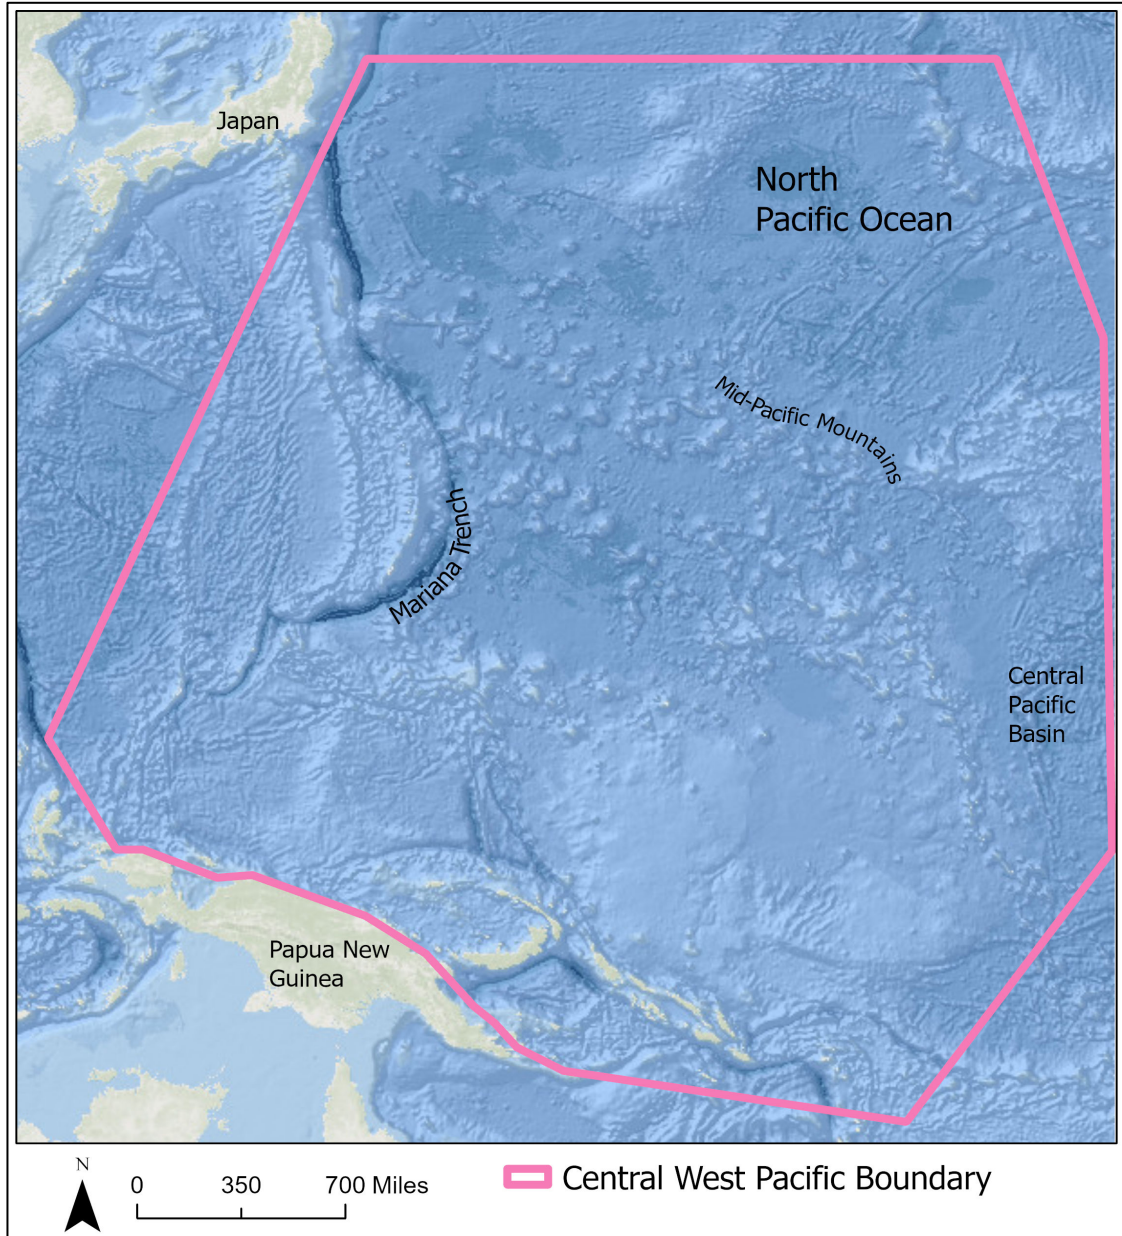 Japan
North
Pacific Ocean
Mid-Pacific Mountains
Mariana Trench
Central
Pacific
Basin
Papua New
Guinea
N
0 350 700 Miles
Central West Pacific Boundary